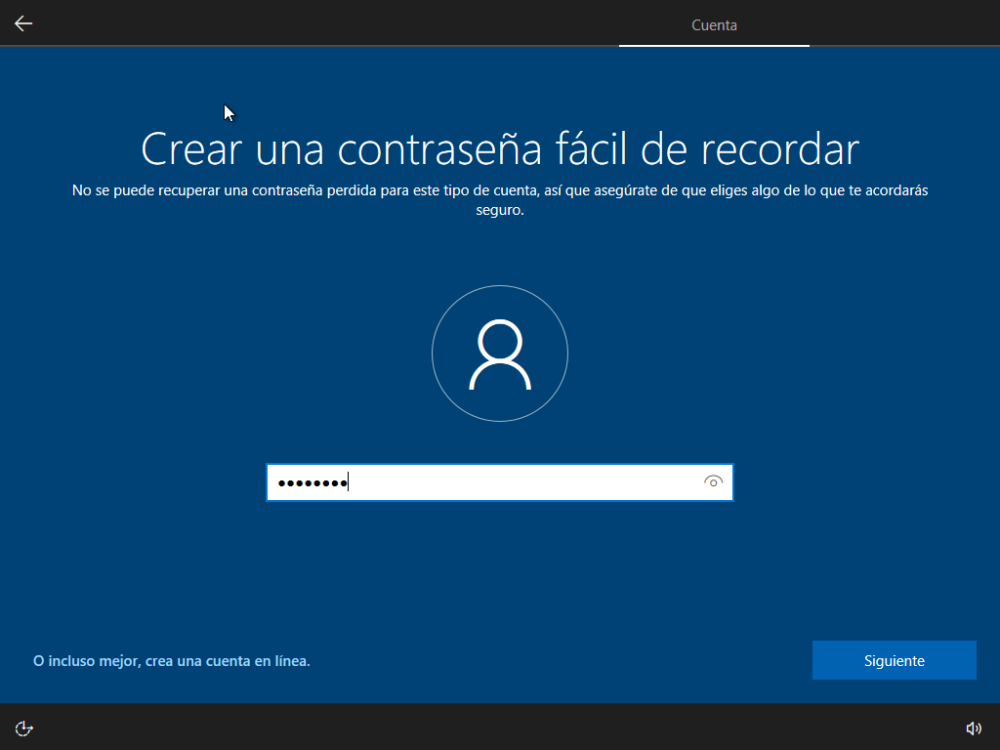 Cuenta
Crear una contraseña fácil de recordar
No se puede recuperar una contraseña perdida para este tipo de cuenta, así que asegúrate de que eliges algo de lo que te acordarás
seguro.
••••••••
O incluso mejor, crea una cuenta en línea.
Siguiente